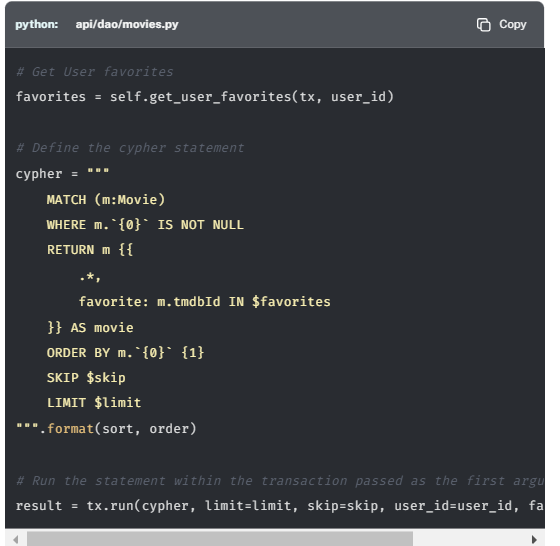 python: api/dao/movies.py Copy
# Get User favorites
favorites = self.get_user_favorites(tx, user_id)
# Define the cypher statement
cypher = """
MATCH (m:Movie)
WHERE m.`{0}` IS NOT NULL
RETURN m {{
.*,
favorite: m.tmdbId IN $favorites
}} AS movie
ORDER BY m.`{0}` {1}
SKIP $skip
LIMIT $limit
""".format(sort, order)
# Run the statement within the transaction passed as the first argu
result = tx.run(cypher, limit=limit, skip=skip, user_id=user_id, fa